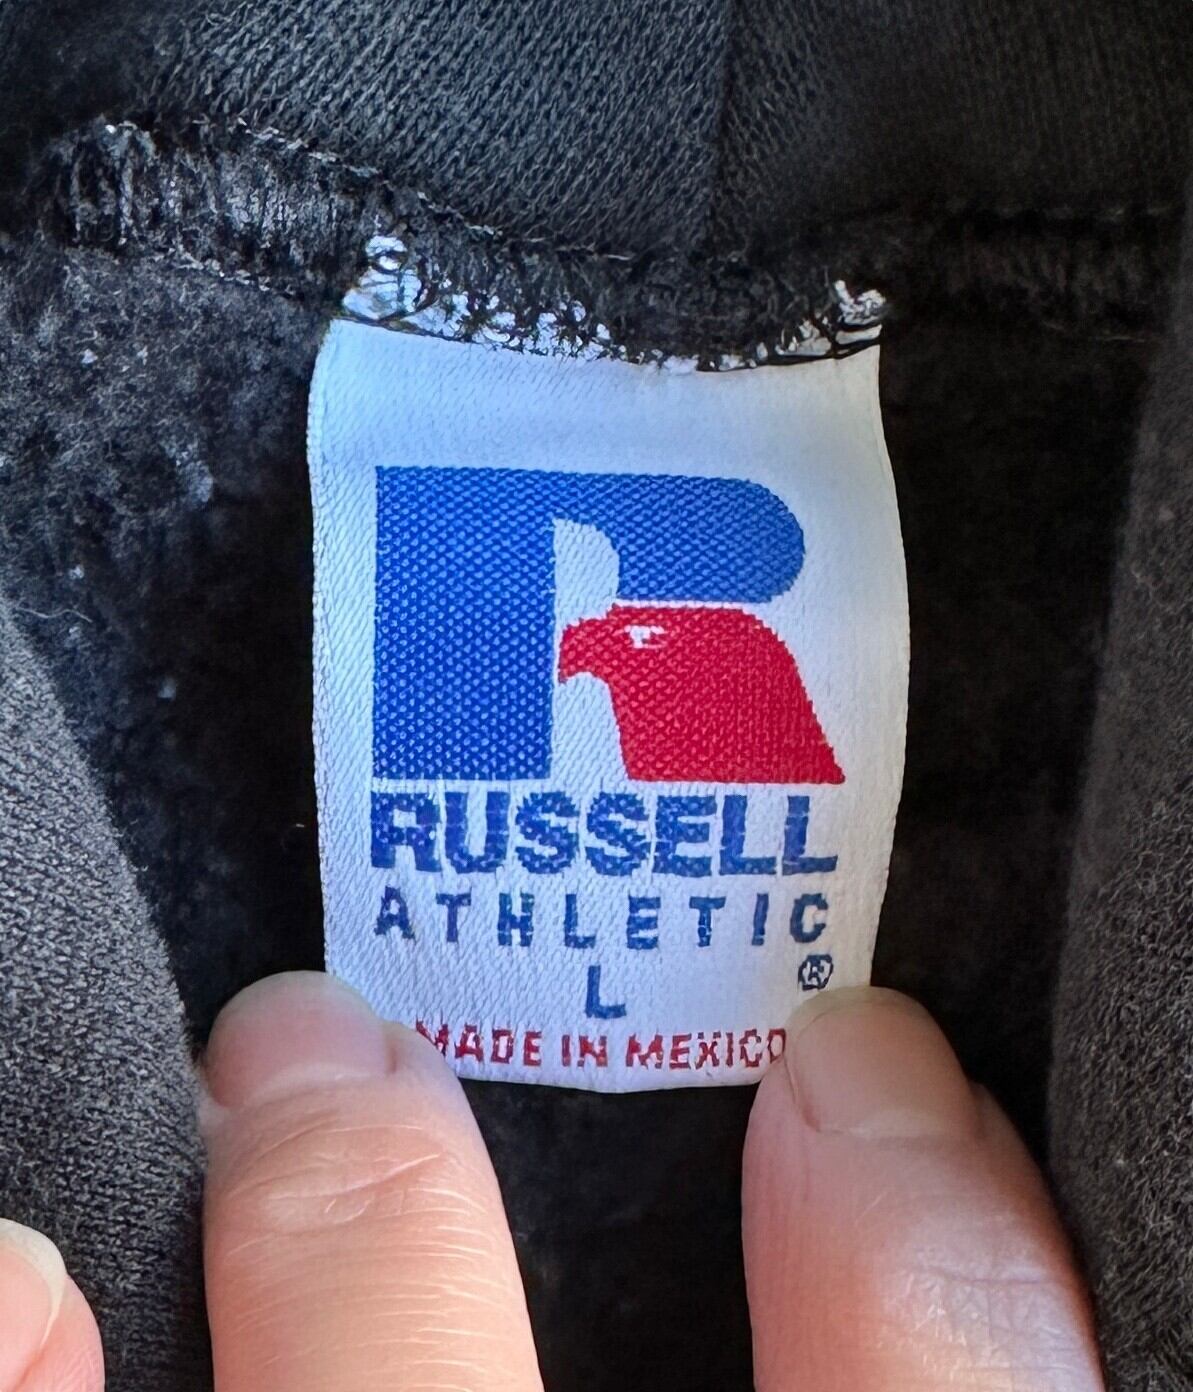 RUSSELL
ATHLETIC
L ®
MADE IN MEXICO